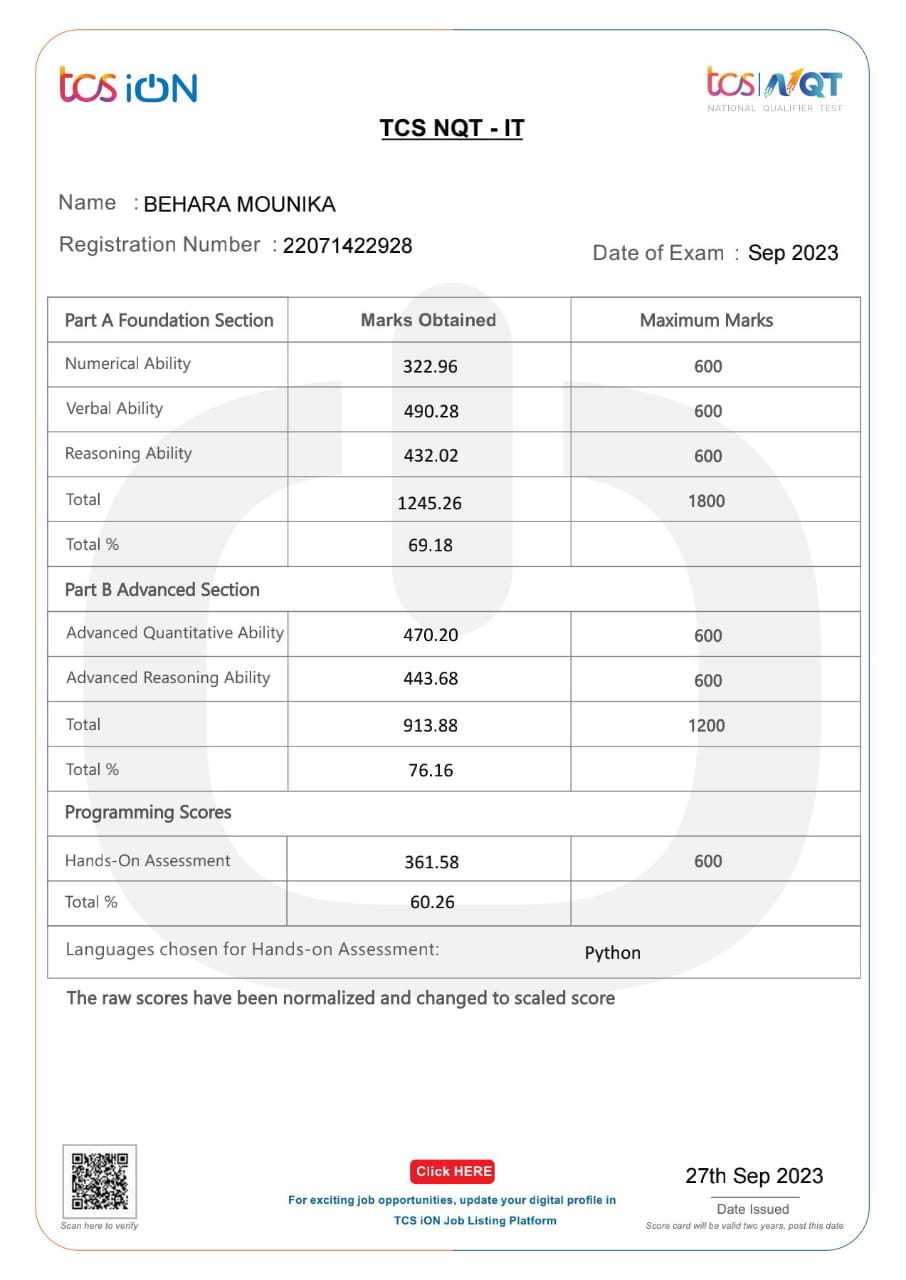 tcs iON
tcs | NQT
NATIONAL QUALIFIER TEST
TCS NQT - IT
Name : BEHARA MOUNIKA
Registration Number : 22071422928
Date of Exam : Sep 2023
Part A Foundation Section Marks Obtained Maximum Marks
Numerical Ability 322.96 600
Verbal Ability 490.28 600
Reasoning Ability 432.02 600
Total 1245.26 1800
Total % 69.18
Part B Advanced Section
Advanced Quantitative Ability 470.20 600
Advanced Reasoning Ability 443.68 600
Total 913.88 1200
Total % 76.16
Programming Scores
Hands-On Assessment 361.58 600
Total % 60.26
Languages chosen for Hands-on Assessment: Python
The raw scores have been normalized and changed to scaled score
Scan here to verify
Click HERE
For exciting job opportunities, update your digital profile in
TCS iON Job Listing Platform
27th Sep 2023
Date Issued
Score card will be valid two years, post this date